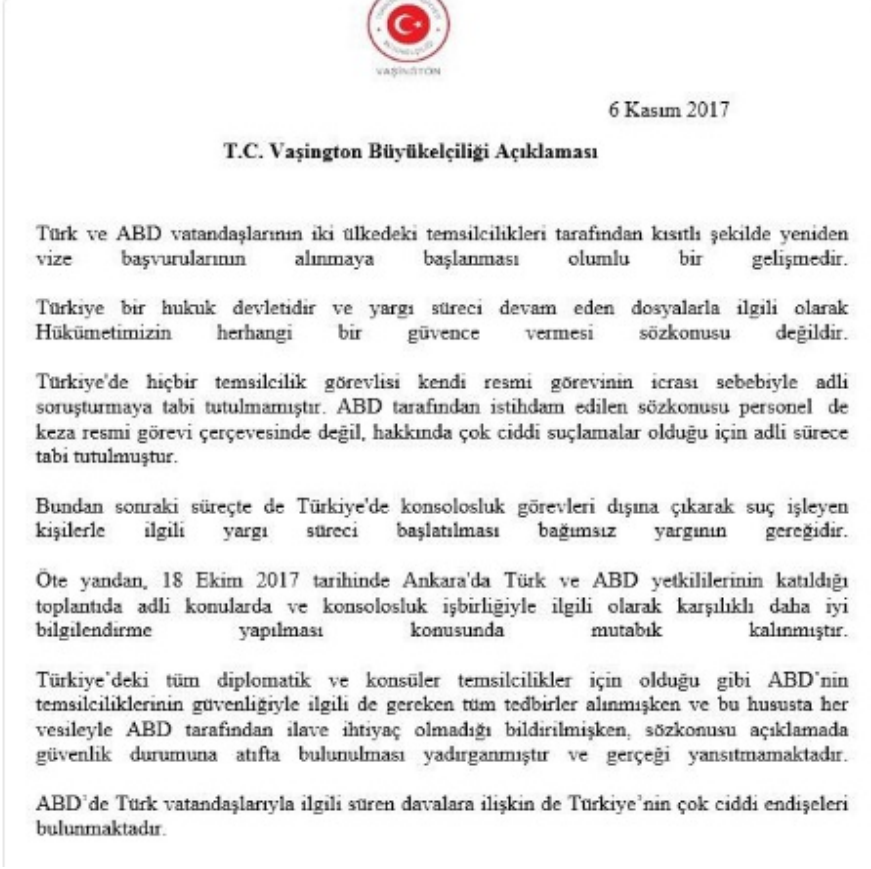 VAŞİNGTON
6 Kasım 2017
T.C. Vaşington Büyükelçiliği Açıklaması
Türk ve ABD vatandaşlarının iki ülkedeki temsilcilikleri tarafından kısıtlı şekilde yeniden
vize başvurularının alınmaya başlanması olumlu bir gelişmedir.
Türkiye bir hukuk devletidir ve yargı süreci devam eden dosyalarla ilgili olarak
Hükümetimizin herhangi bir güvence vermesi sözkonusu değildir.
Türkiye'de hiçbir temsilcilik görevlisi kendi resmi görevinin icrası sebebiyle adli
soruşturmaya tabi tutulmamıştır. ABD tarafından istihdam edilen sözkonusu personel de
keza resmi görevi çerçevesinde değil, hakkında çok ciddi suçlamalar olduğu için adli sürece
tabi tutulmuştur.
Bundan sonraki süreçte de Türkiye'de konsolosluk görevleri dışına çıkarak suç işleyen
kişilerle ilgili yargı süreci başlatılması bağımsız yargının gereğidir.
Öte yandan, 18 Ekim 2017 tarihinde Ankara'da Türk ve ABD yetkililerinin katıldığı
toplantıda adli konularda ve konsolosluk işbirliğiyle ilgili olarak karşılıklı daha iyi
bilgilendirme yapılması konusunda mutabık kalınmıştır.
Türkiye'deki tüm diplomatik ve konsüler temsilcilikler için olduğu gibi ABD'nin
temsilciliklerinin güvenliğiyle ilgili de gereken tüm tedbirler alınmışken ve bu hususta her
vesileyle ABD tarafından ilave ihtiyaç olmadığı bildirilmişken, sözkonusu açıklamada
güvenlik durumuna atıfta bulunulması yadırganmıştır ve gerçeği yansıtmamaktadır.
ABD'de Türk vatandaşlarıyla ilgili süren davalara ilişkin de Türkiye'nin çok ciddi endişeleri
bulunmaktadır.